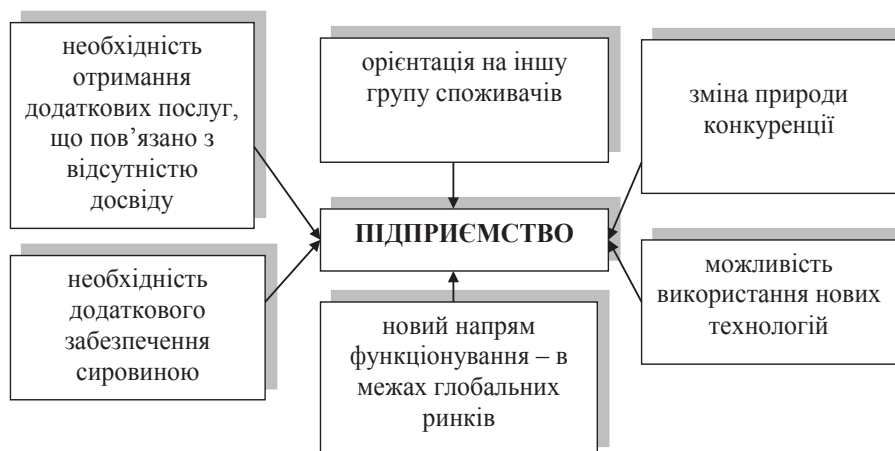 необхідність
отримання
додаткових послуг,
що пов’язано з
відсутністю
досвіду
орієнтація на іншу
групу споживачів
зміна природи
конкуренції
ПІДПРИЄМСТВО
необхідність
додаткового
забезпечення
сировиною
новий напрям
функціонування – в
межах глобальних
ринків
можливість
використання нових
технологій